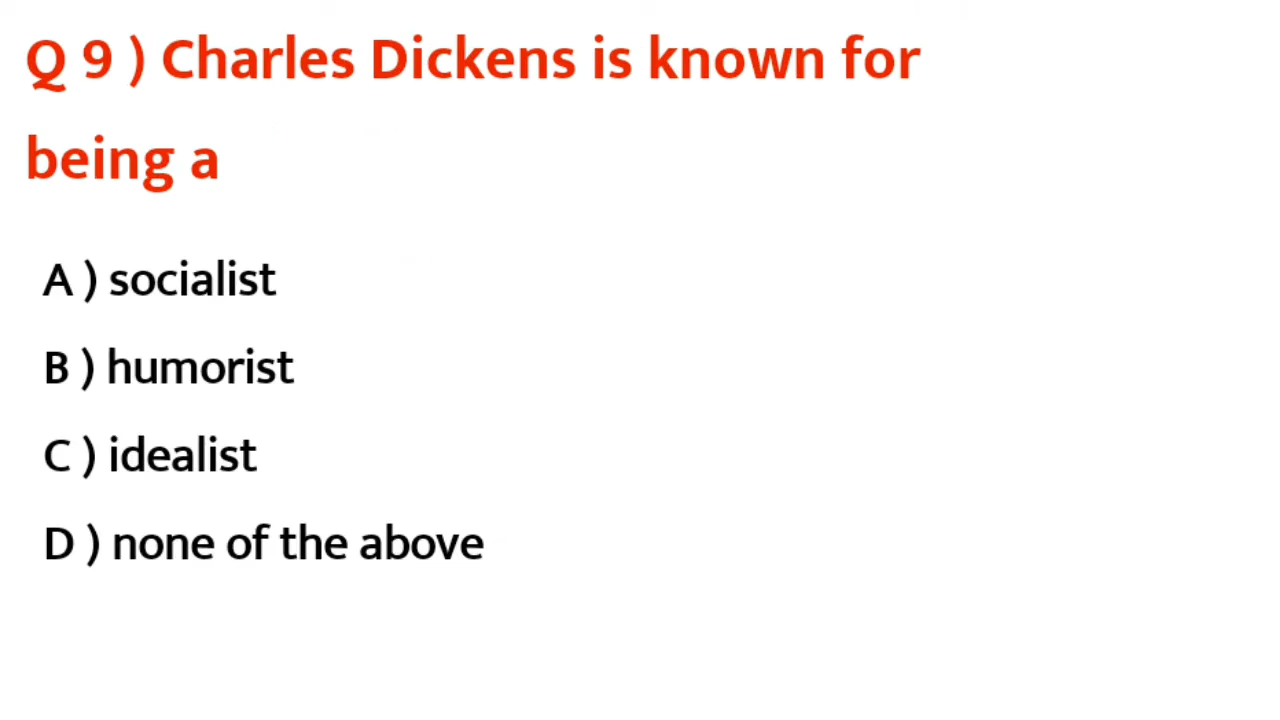 Q 9 ) Charles Dickens is known for
being a
A ) socialist
B ) humorist
C ) idealist
D ) none of the above